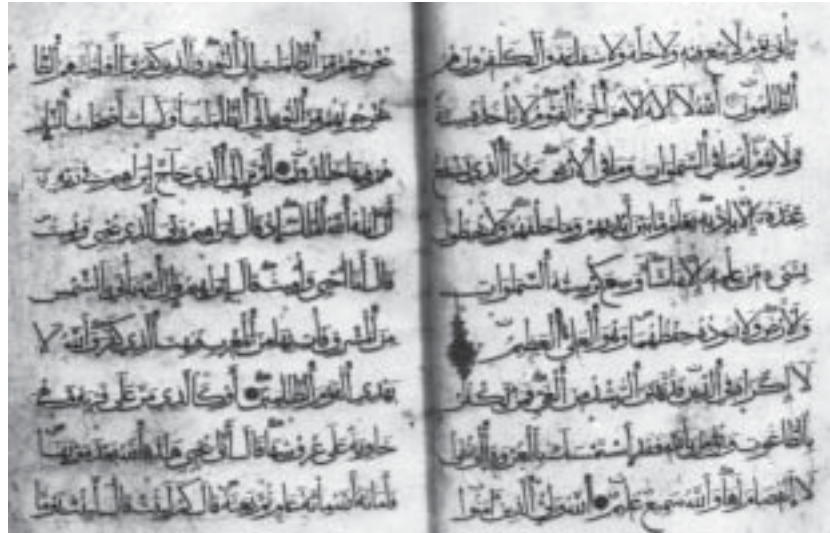 يأتي يوم لا بيع فيه ولا خلة ولا شفاعة والكافرون هم
الظالمون الله لا إله إلا هو الحي القيوم لا تأخذه سنة
ولا نوم له ما في السموات وما في الأرض من ذا الذي يشفع
عنده إلا بإذنه يعلم ما بين أيديهم وما خلفهم ولا يحيطون
بشيء من علمه إلا بما شاء وسع كرسيه السموات
والأرض ولا يؤده حفظهما وهو العلي العظيم
لا إكراه في الدين قد تبين الرشد من الغي فمن يكفر
بالطاغوت ويؤمن بالله فقد استمسك بالعروة الوثقى
لا انفصام لها والله سميع عليم الله ولي الذين آمنوا
يخرجهم من الظلمات إلى النور والذين كفروا أولياؤهم الطا
يخرجونهم من النور إلى الظلمات أولئك أصحاب النار
هم فيها خالدون ألم تر إلى الذي حاج إبراهيم في ربه
أن آتاه الله الملك إذ قال إبراهيم ربي الذي يحيي ويميت
قال أنا أحيي وأميت قال إبراهيم فإن الله يأتي بالشمس
من المشرق فأت بها من المغرب فبهت الذي كفر والله لا
يهدي القوم الظالمين أو كالذي مر على قرية وهي
خاوية على عروشها قال أنى يحيي هذه الله بعد موتها
فأماته الله مائة عام ثم بعثه قال كم لبثت قال لبثت يوما